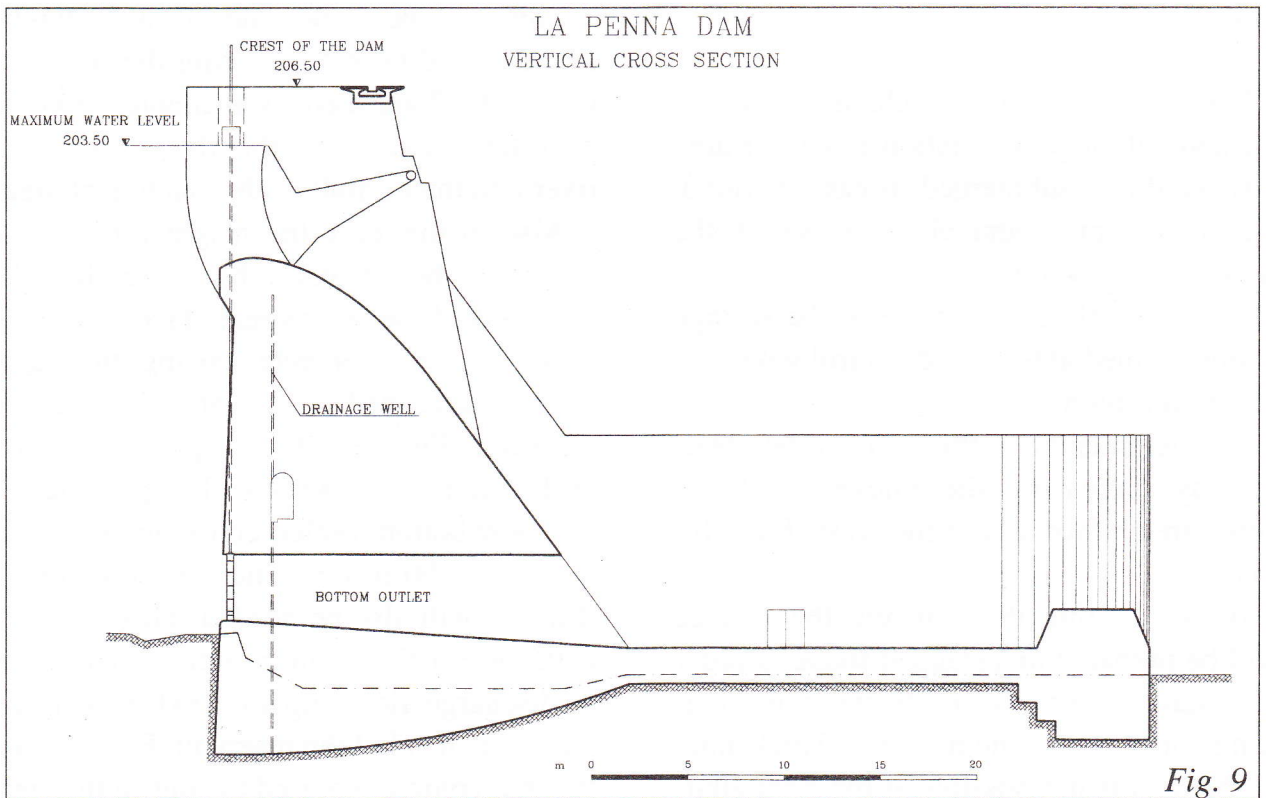 LA PENNA DAM
VERTICAL CROSS SECTION
CREST OF THE DAM
206.50
MAXIMUM WATER LEVEL
203.50
DRAINAGE WELL
BOTTOM OUTLET
m 0 5 10 15 20
Fig. 9